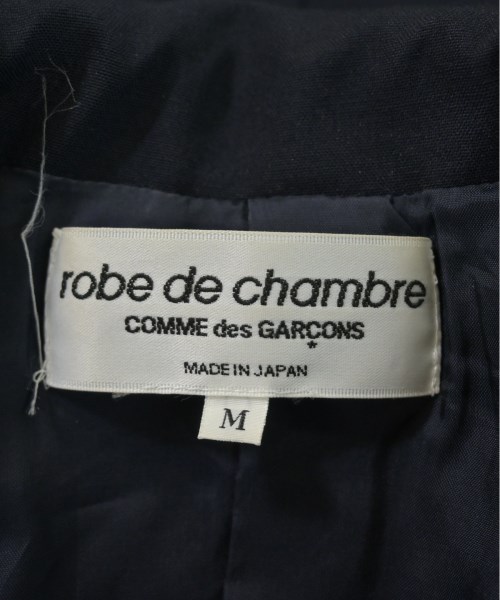 robe de chambre
COMME des GARÇONS
*
MADE IN JAPAN
M